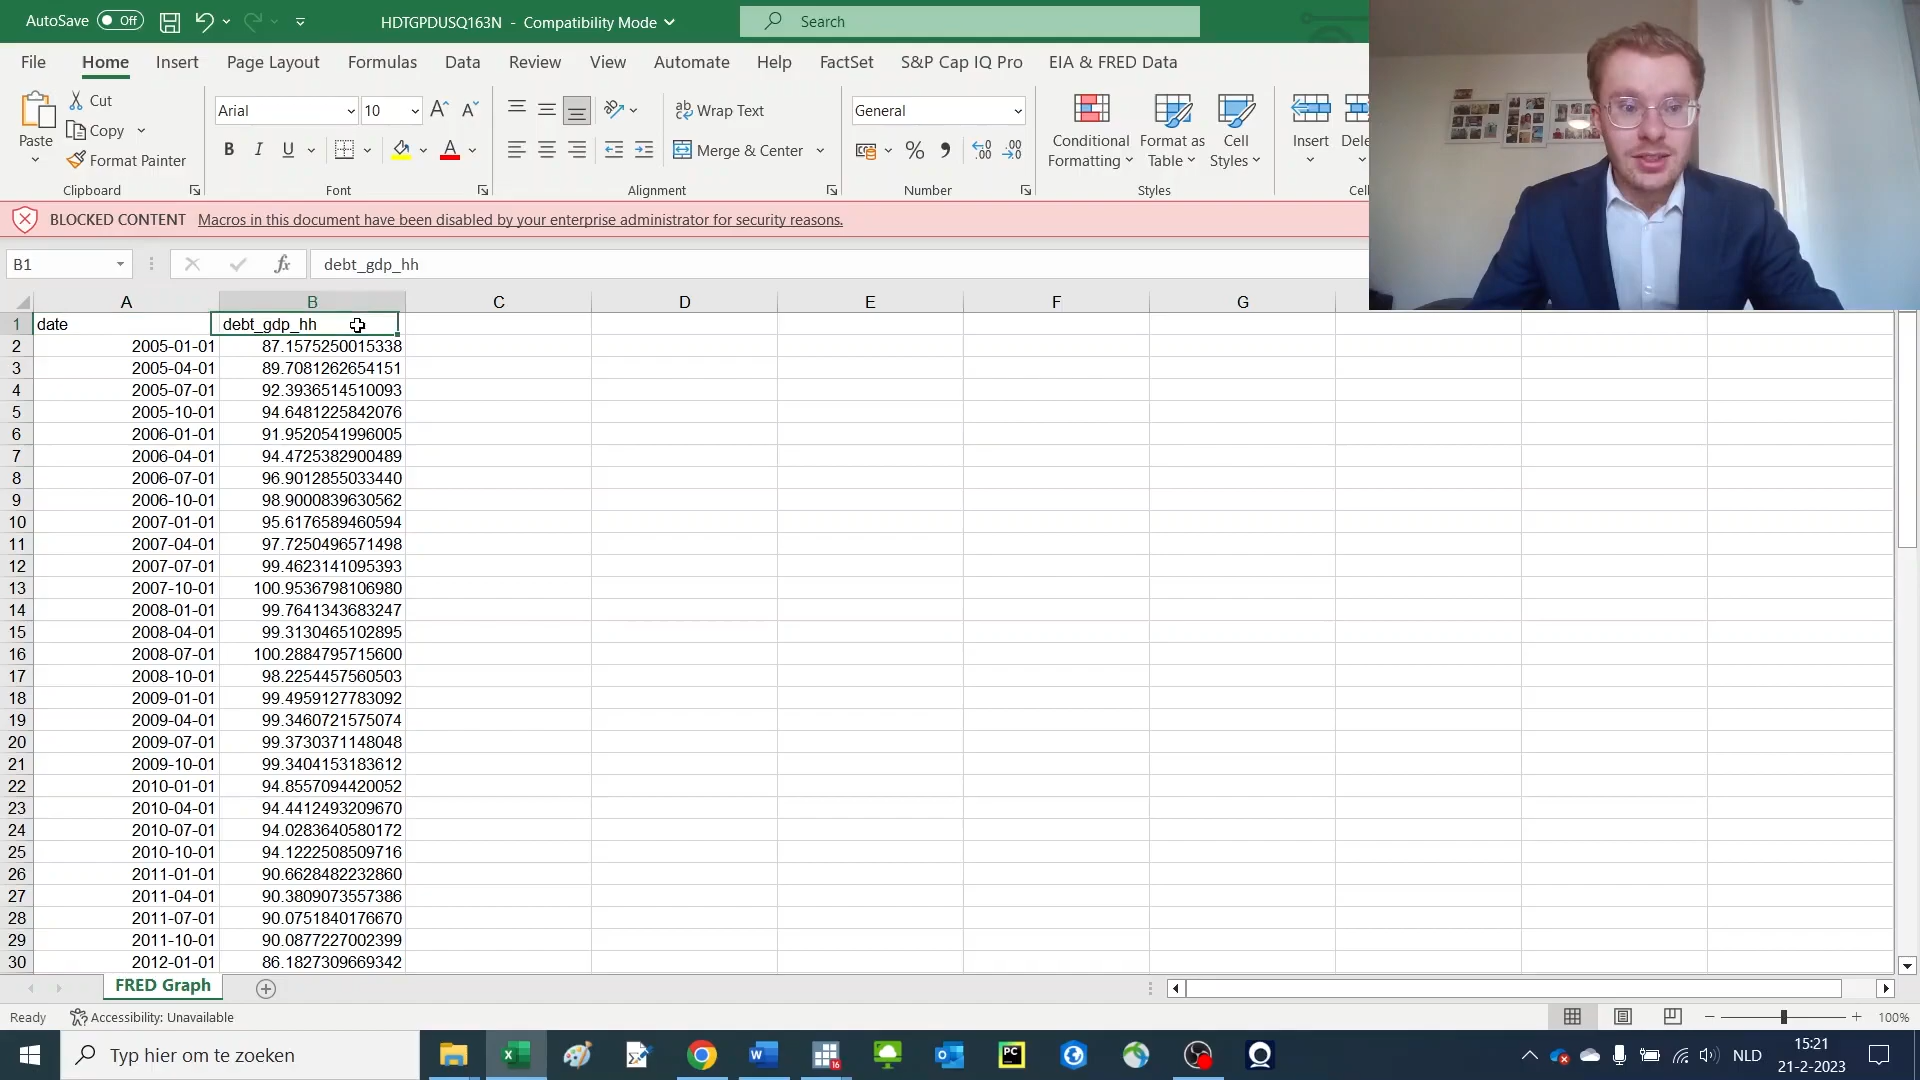 AutoSave Off HDTGPDUSQ163N - Compatibility Mode Search
File Home Insert Page Layout Formulas Data Review View Automate Help FactSet S&P Cap IQ Pro EIA & FRED Data
Paste Cut Copy Format Painter Clipboard
Arial 10 B I U A Font
ab Wrap Text Merge & Center Alignment
General % Number
Conditional Formatting Format as Table Cell Styles Styles
Insert Dele Cell
BLOCKED CONTENT Macros in this document have been disabled by your enterprise administrator for security reasons.
B1 fx debt_gdp_hh
A B C D E F G
1 date debt_gdp_hh
2 2005-01-01 87.1575250015338
3 2005-04-01 89.7081262654151
4 2005-07-01 92.3936514510093
5 2005-10-01 94.6481225842076
6 2006-01-01 91.9520541996005
7 2006-04-01 94.4725382900489
8 2006-07-01 96.9012855033440
9 2006-10-01 98.9000839630562
10 2007-01-01 95.6176589460594
11 2007-04-01 97.7250496571498
12 2007-07-01 99.4623141095393
13 2007-10-01 100.9536798106980
14 2008-01-01 99.7641343683247
15 2008-04-01 99.3130465102895
16 2008-07-01 100.2884795715600
17 2008-10-01 98.2254457560503
18 2009-01-01 99.4959127783092
19 2009-04-01 99.3460721575074
20 2009-07-01 99.3730371148048
21 2009-10-01 99.3404153183612
22 2010-01-01 94.8557094420052
23 2010-04-01 94.4412493209670
24 2010-07-01 94.0283640580172
25 2010-10-01 94.1222508509716
26 2011-01-01 90.6628482232860
27 2011-04-01 90.3809073557386
28 2011-07-01 90.0751840176670
29 2011-10-01 90.0877227002399
30 2012-01-01 86.1827309669342
FRED Graph
Ready Accessibility: Unavailable 100%
Typ hier om te zoeken NLD 15:21
21-2-2023